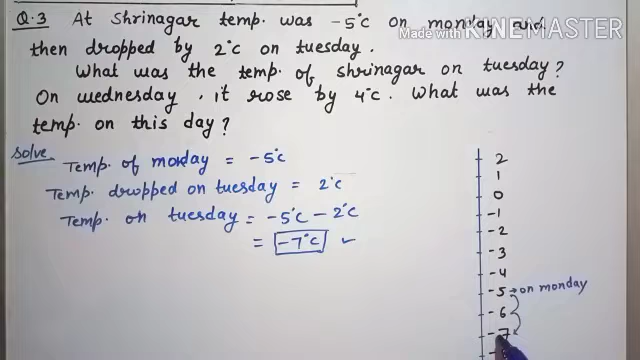 Q.3 At Shrinagar temp. was -5°C on monday and
Made with KINEMASTER
then dropped by 2°C on tuesday.
What was the temp. of shrinagar on tuesday?
On wednesday, it rose by 4°C. What was the
temp. on this day?
Solve
Temp. of monday = -5°C
Temp. dropped on tuesday = 2°C
Temp. on tuesday = -5°C - 2°C
= -7°C ✓
2
1
0
-1
-2
-3
-4
-5 → on monday
-6
-7